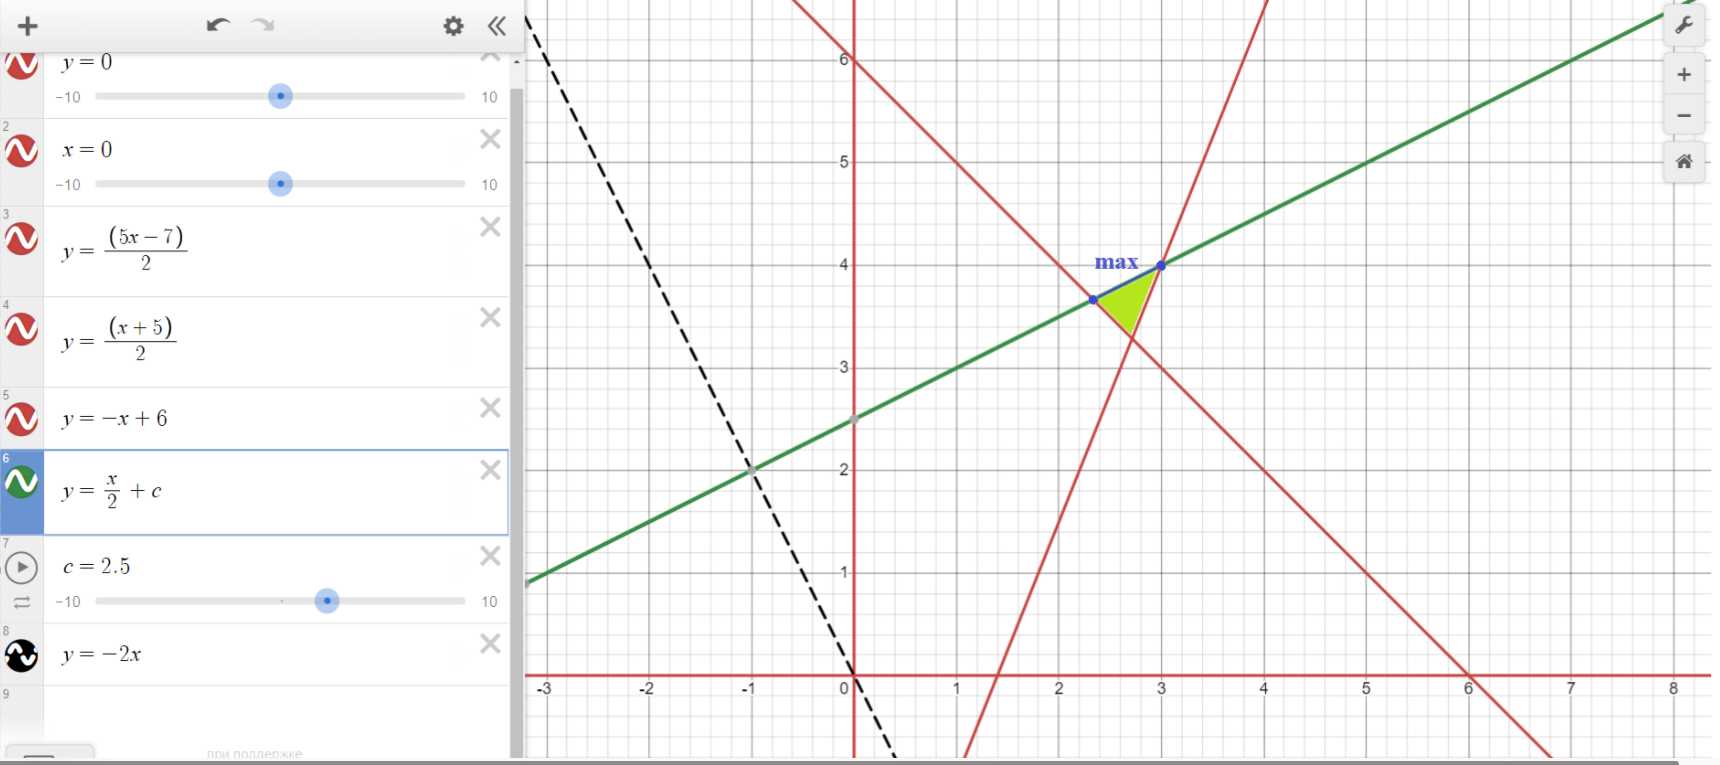 y = 0
−10 10
2
x = 0
−10 10
3
y = (5x − 7)/2
4
y = (x + 5)/2
5
y = −x + 6
6
y = x/2 + c
7
c = 2.5
−10 10
8
y = −2x
9
при поддержке
6
5
4
max
3
2
1
-3 -2 -1 0 1 2 3 4 5 6 7 8